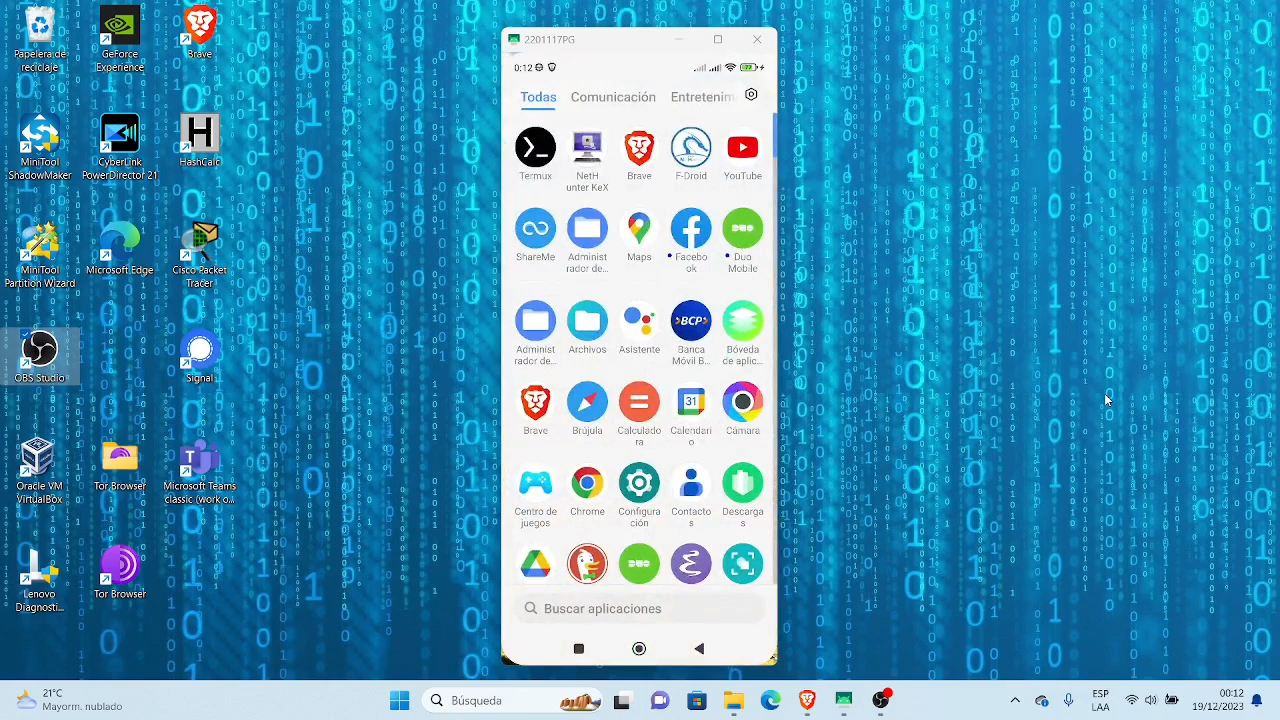 Papelera de
reciclaje
GeForce
Experience
Brave
MiniTool
ShadowMaker
CyberLink
PowerDirector 21
HashCalc
MiniTool
Partition Wizard
Microsoft Edge
Cisco Packet
Tracer
OBS Studio
Signal
Oracle VM
VirtualBox
Tor Browser
Microsoft Teams
classic (work o...
Lenovo
Diagnosti...
Tor Browser
2201117PG
0:12
Todas Comunicación Entretenim
Termux
NetH
unter KeX
Brave
F-Droid
YouTube
ShareMe
Administ
rador de...
Maps
Facebo
ok
Duo
Mobile
Administ
rador de...
Archivos
Asistente
BCP
Banca
Móvil B...
Bóveda
de aplic...
Brave
Brújula
Calculado
ra
31
Calendari
o
Cámara
Centro de
juegos
Chrome
Configura
ción
Contacto
s
Descarga
s
Buscar aplicaciones
21°C
Mayorm. nublado
Búsqueda
ESP
LAA
00:12
19/12/2023